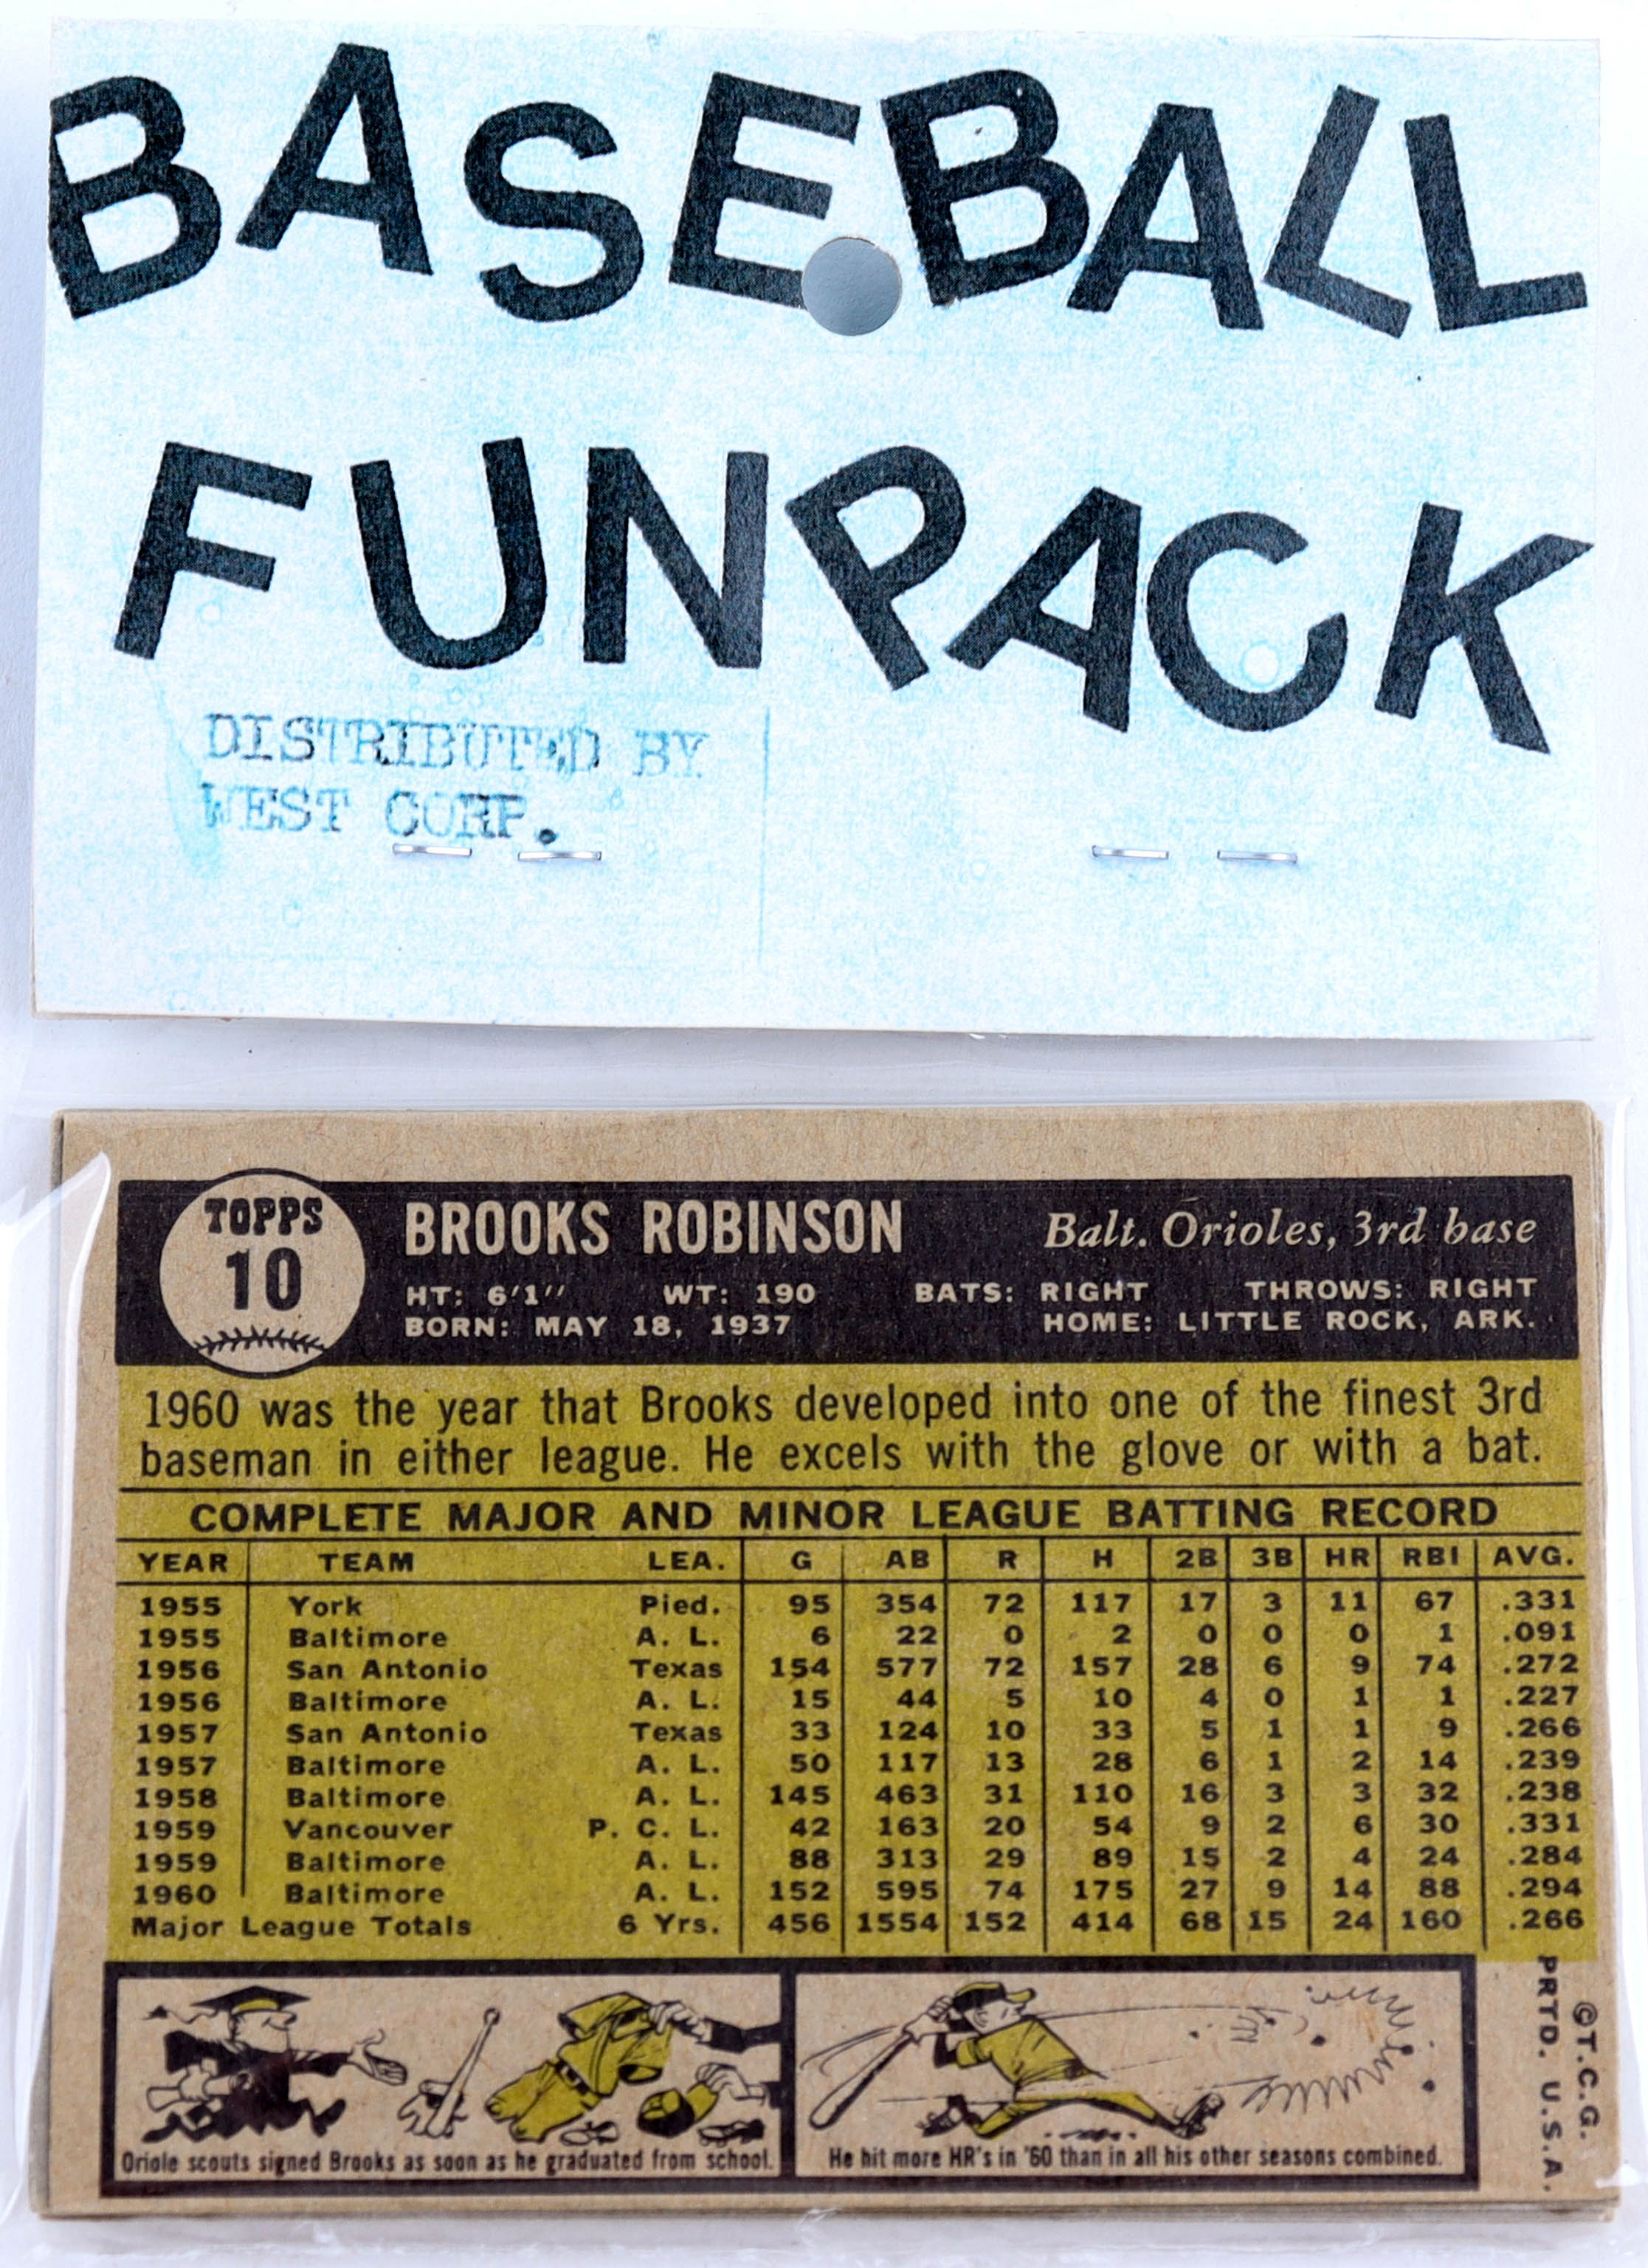 BASEBALL
FUNPACK
DISTRIBUTED BY
WEST CORP.
TOPPS
10
BROOKS ROBINSON Balt. Orioles, 3rd base
HT: 6'1'' WT: 190 BATS: RIGHT THROWS: RIGHT
BORN: MAY 18, 1937 HOME: LITTLE ROCK, ARK.
1960 was the year that Brooks developed into one of the finest 3rd
baseman in either league. He excels with the glove or with a bat.
COMPLETE MAJOR AND MINOR LEAGUE BATTING RECORD
YEAR TEAM LEA. G AB R H 2B 3B HR RBI AVG.
1955 York Pied. 95 354 72 117 17 3 11 67 .331
1955 Baltimore A. L. 6 22 0 2 0 0 0 1 .091
1956 San Antonio Texas 154 577 72 157 28 6 9 74 .272
1956 Baltimore A. L. 15 44 5 10 4 0 1 1 .227
1957 San Antonio Texas 33 124 10 33 5 1 1 9 .266
1957 Baltimore A. L. 50 117 13 28 6 1 2 14 .239
1958 Baltimore A. L. 145 463 31 110 16 3 3 32 .238
1959 Vancouver P. C. L. 42 163 20 54 9 2 6 30 .331
1959 Baltimore A. L. 88 313 29 89 15 2 4 24 .284
1960 Baltimore A. L. 152 595 74 175 27 9 14 88 .294
Major League Totals 6 Yrs. 456 1554 152 414 68 15 24 160 .266
Oriole scouts signed Brooks as soon as he graduated from school.
He hit more HR's in '60 than in all his other seasons combined.
©T.C.G.
PRTD. U.S.A.